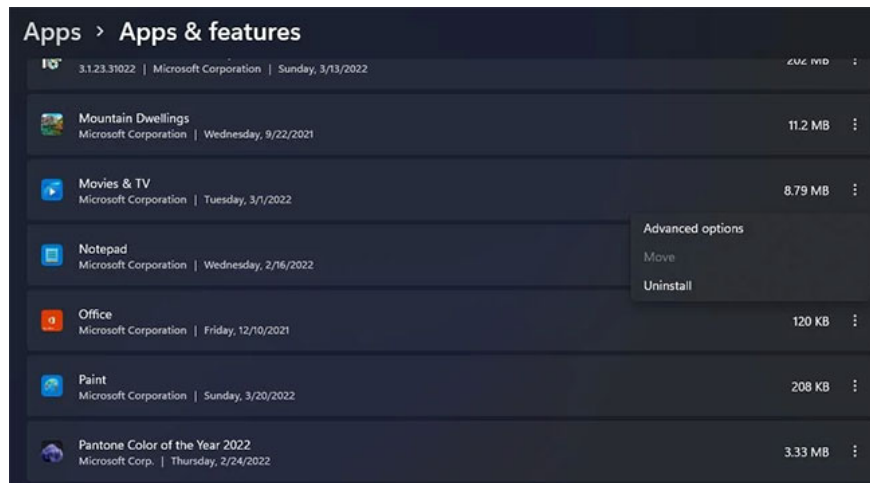 Apps > Apps & features
3.1.23.31022 | Microsoft Corporation | Sunday, 3/13/2022
202 MB
Mountain Dwellings
Microsoft Corporation | Wednesday, 9/22/2021
11.2 MB
Movies & TV
Microsoft Corporation | Tuesday, 3/1/2022
8.79 MB
Advanced options
Move
Uninstall
Notepad
Microsoft Corporation | Wednesday, 2/16/2022
Office
Microsoft Corporation | Friday, 12/10/2021
120 KB
Paint
Microsoft Corporation | Sunday, 3/20/2022
208 KB
Pantone Color of the Year 2022
Microsoft Corp. | Thursday, 2/24/2022
3.33 MB